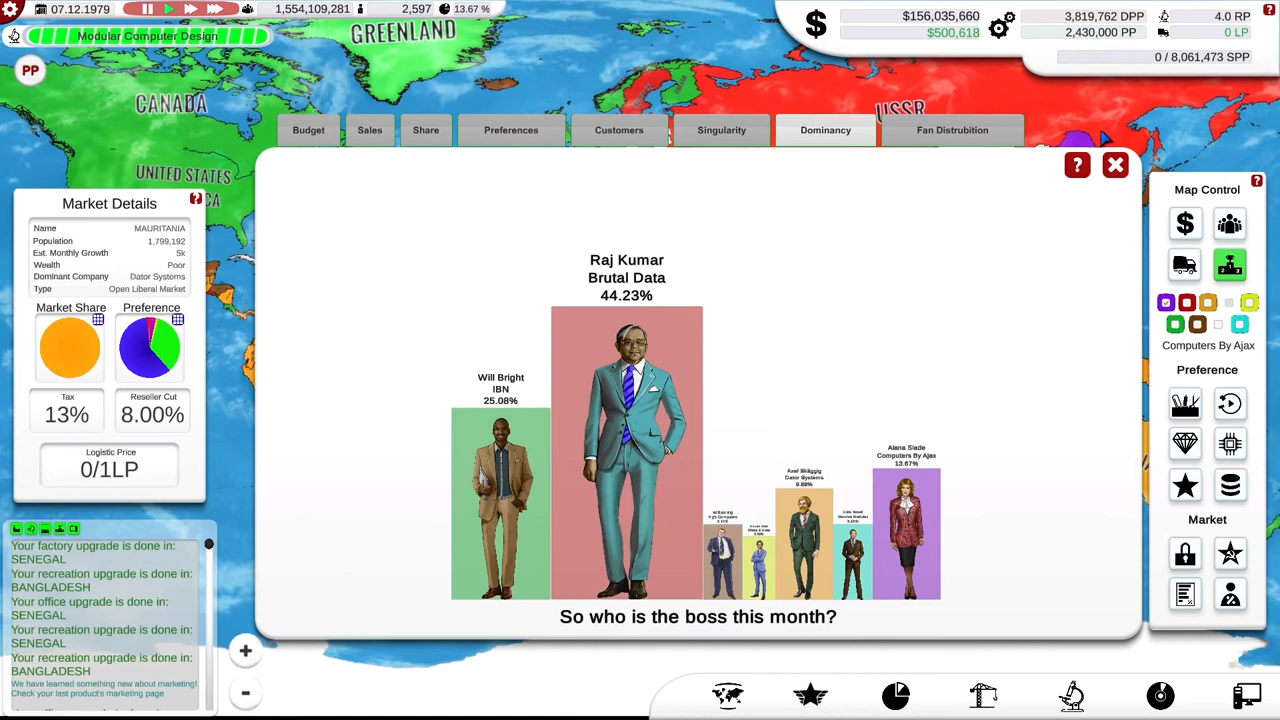 07.12.1979
1,554,109,281
2,597
13.67 %
$156,035,660
$500,618
3,819,762 DPP
2,430,000 PP
4.0 RP
0 LP
0 / 8,061,473 SPP
Modular Computer Design
PP
GREENLAND
CANADA
USSR
UNITED STATES
CA
Budget
Sales
Share
Preferences
Customers
Singularity
Dominancy
Fan Distrubition
Market Details
Name MAURITANIA
Population 1,799,192
Est. Monthly Growth 5k
Wealth Poor
Dominant Company Dator Systems
Type Open Liberal Market
Market Share
Preference
Tax
13%
Reseller Cut
8.00%
Logistic Price
0/1LP
Raj Kumar
Brutal Data
44.23%
Will Bright
IBN
25.08%
Axel Skäggig
Dator Systems
Alana Slade
Computers By Ajax
13.67%
So who is the boss this month?
Map Control
Computers By Ajax
Preference
Market
Your factory upgrade is done in:
SENEGAL
Your recreation upgrade is done in:
BANGLADESH
Your office upgrade is done in:
SENEGAL
Your recreation upgrade is done in:
SENEGAL
Your recreation upgrade is done in:
BANGLADESH
We have learned something new about marketing!
Check your last product's marketing page